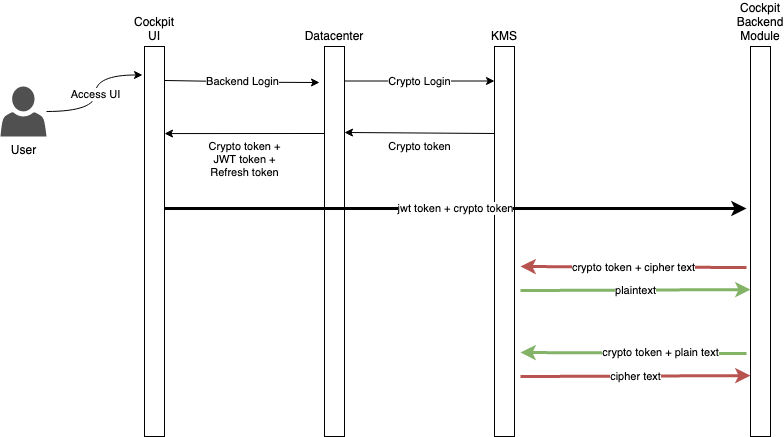 Cockpit
UI
Datacenter
KMS
Cockpit
Backend
Module
Access UI
User
Backend Login
Crypto Login
Crypto token +
JWT token +
Refresh token
Crypto token
jwt token + crypto token
crypto token + cipher text
plaintext
crypto token + plain text
cipher text